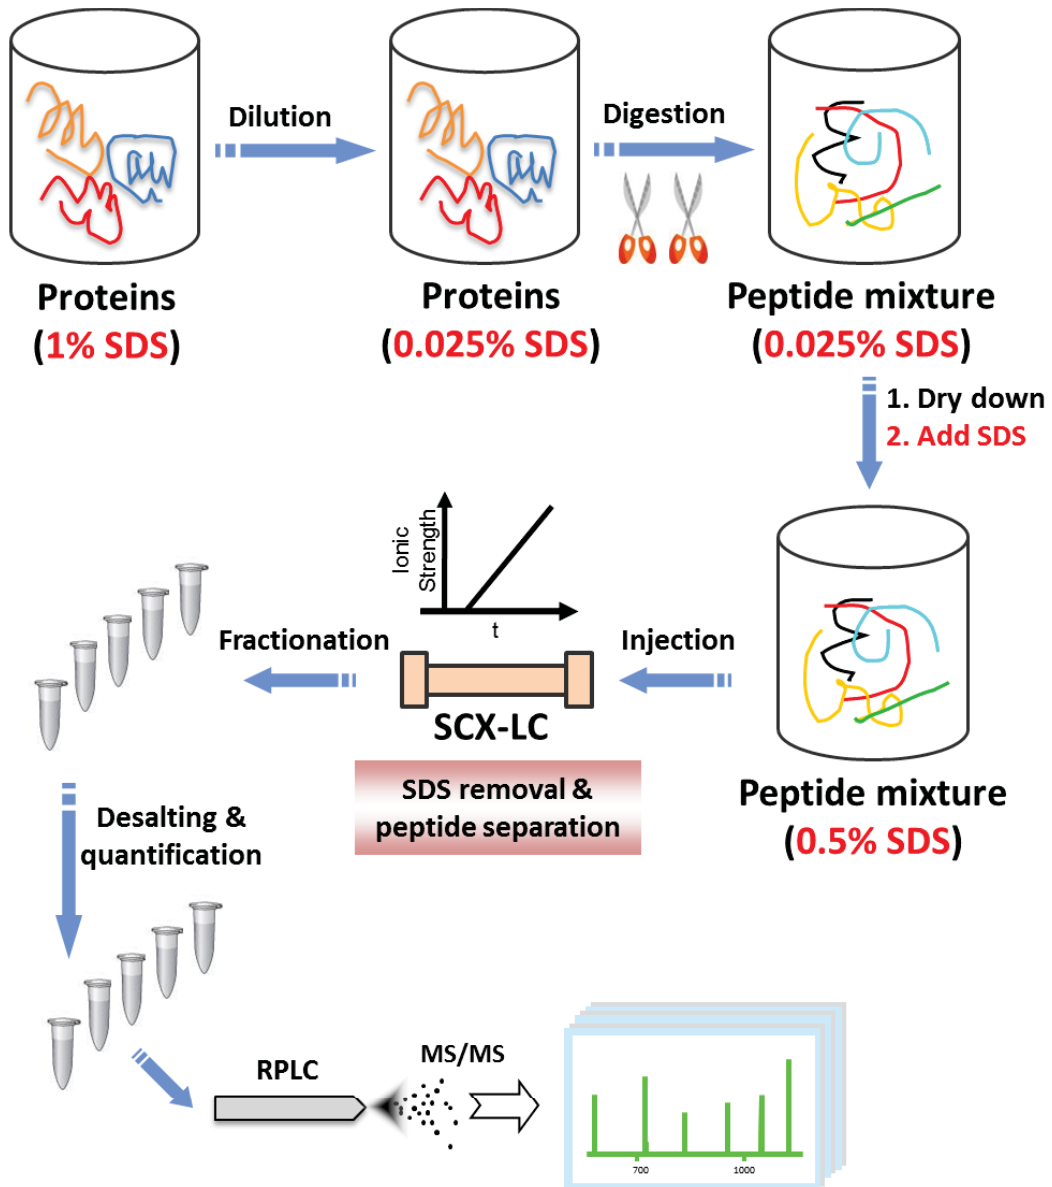 Dilution
Digestion
Proteins
(1% SDS)
Proteins
(0.025% SDS)
Peptide mixture
(0.025% SDS)
1. Dry down
2. Add SDS
Ionic
Strength
t
Fractionation
Injection
SCX-LC
SDS removal &
peptide separation
Peptide mixture
(0.5% SDS)
Desalting &
quantification
RPLC
MS/MS
700
1000